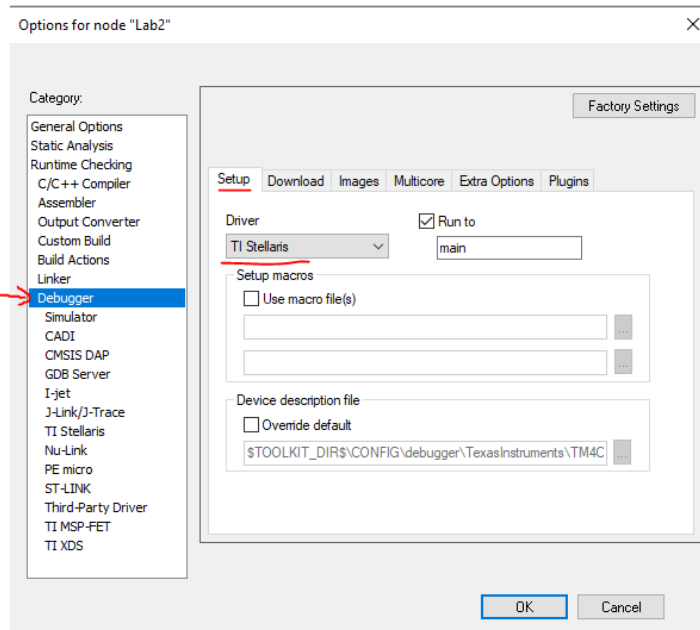 Options for node "Lab2"
Category:
General Options
Static Analysis
Runtime Checking
C/C++ Compiler
Assembler
Output Converter
Custom Build
Build Actions
Linker
Debugger
Simulator
CADI
CMSIS DAP
GDB Server
I-jet
J-Link/J-Trace
TI Stellaris
Nu-Link
PE micro
ST-LINK
Third-Party Driver
TI MSP-FET
TI XDS
Factory Settings
Setup Download Images Multicore Extra Options Plugins
Driver
TI Stellaris
Run to
main
Setup macros
Use macro file(s)
...
...
Device description file
Override default
$TOOLKIT_DIR$\CONFIG\debugger\TexasInstruments\TM4C
...
OK Cancel